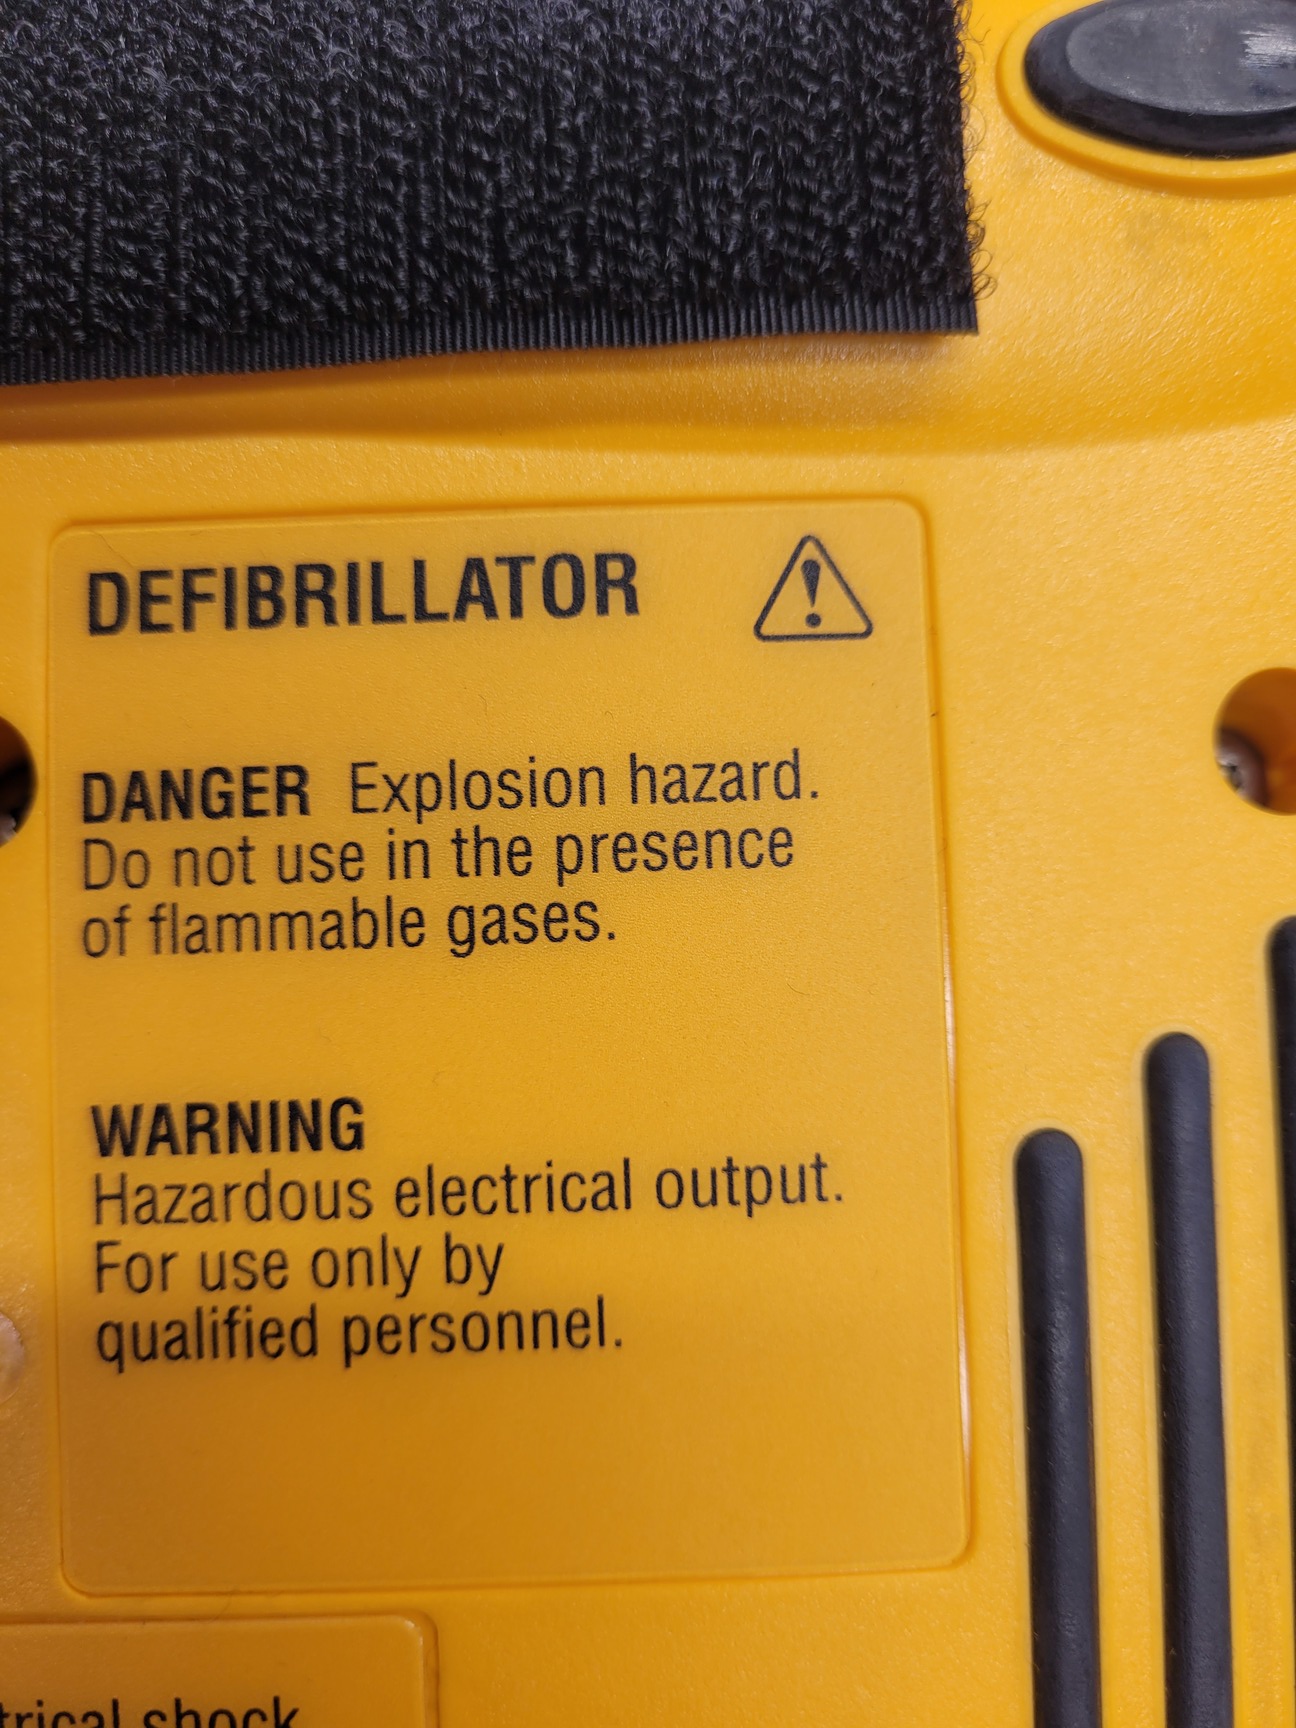 DEFIBRILLATOR
DANGER Explosion hazard.
Do not use in the presence
of flammable gases.
WARNING
Hazardous electrical output.
For use only by
qualified personnel.
shock